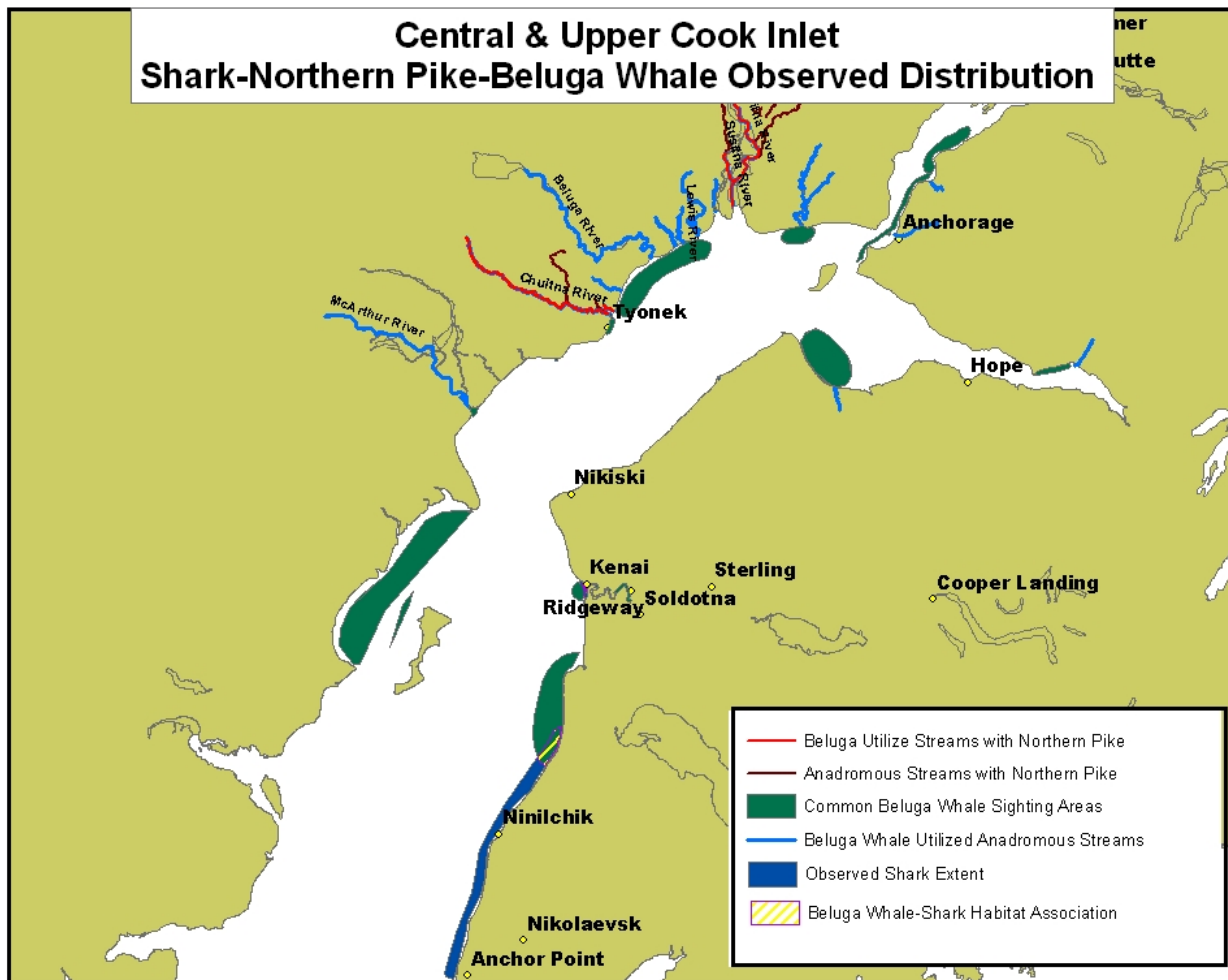 Central & Upper Cook Inlet
Shark-Northern Pike-Beluga Whale Observed Distribution
River
Susitna River
Beluga River
Lewis River
Anchorage
Chuitna River
Tyonek
McArthur River
Hope
Nikiski
Kenai
Sterling
Soldotna
Ridgeway
Cooper Landing
Ninilchik
Nikolaevsk
Anchor Point
Beluga Utilize Streams with Northern Pike
Anadromous Streams with Northern Pike
Common Beluga Whale Sighting Areas
Beluga Whale Utilized Anadromous Streams
Observed Shark Extent
Beluga Whale-Shark Habitat Association